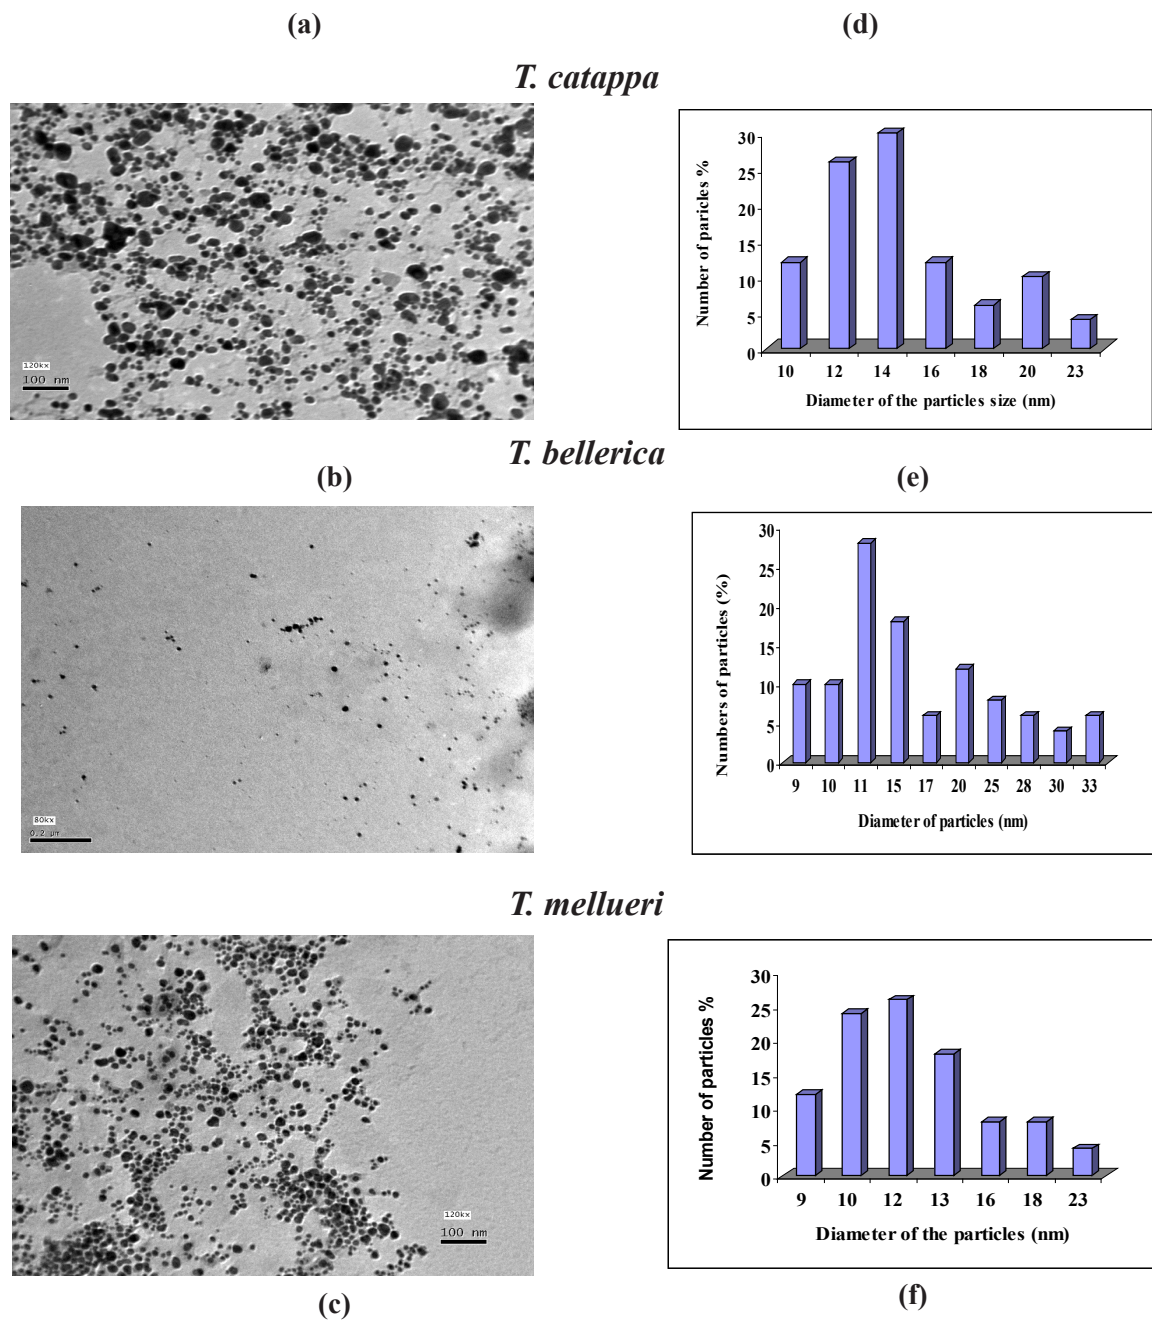 (a)
(d)
T. catappa
120kx
100 nm
Number of paricles %
30
25
20
15
10
5
0
10 12 14 16 18 20 23
Diameter of the particles size (nm)
T. bellerica
(b)
(e)
80kx
0.2 µm
Numbers of particles (%)
30
25
20
15
10
5
0
9 10 11 15 17 20 25 28 30 33
Diameter of particles (nm)
T. mellueri
120kx
100 nm
Number of particles %
30
25
20
15
10
5
0
9 10 12 13 16 18 23
Diameter of the particles (nm)
(c)
(f)